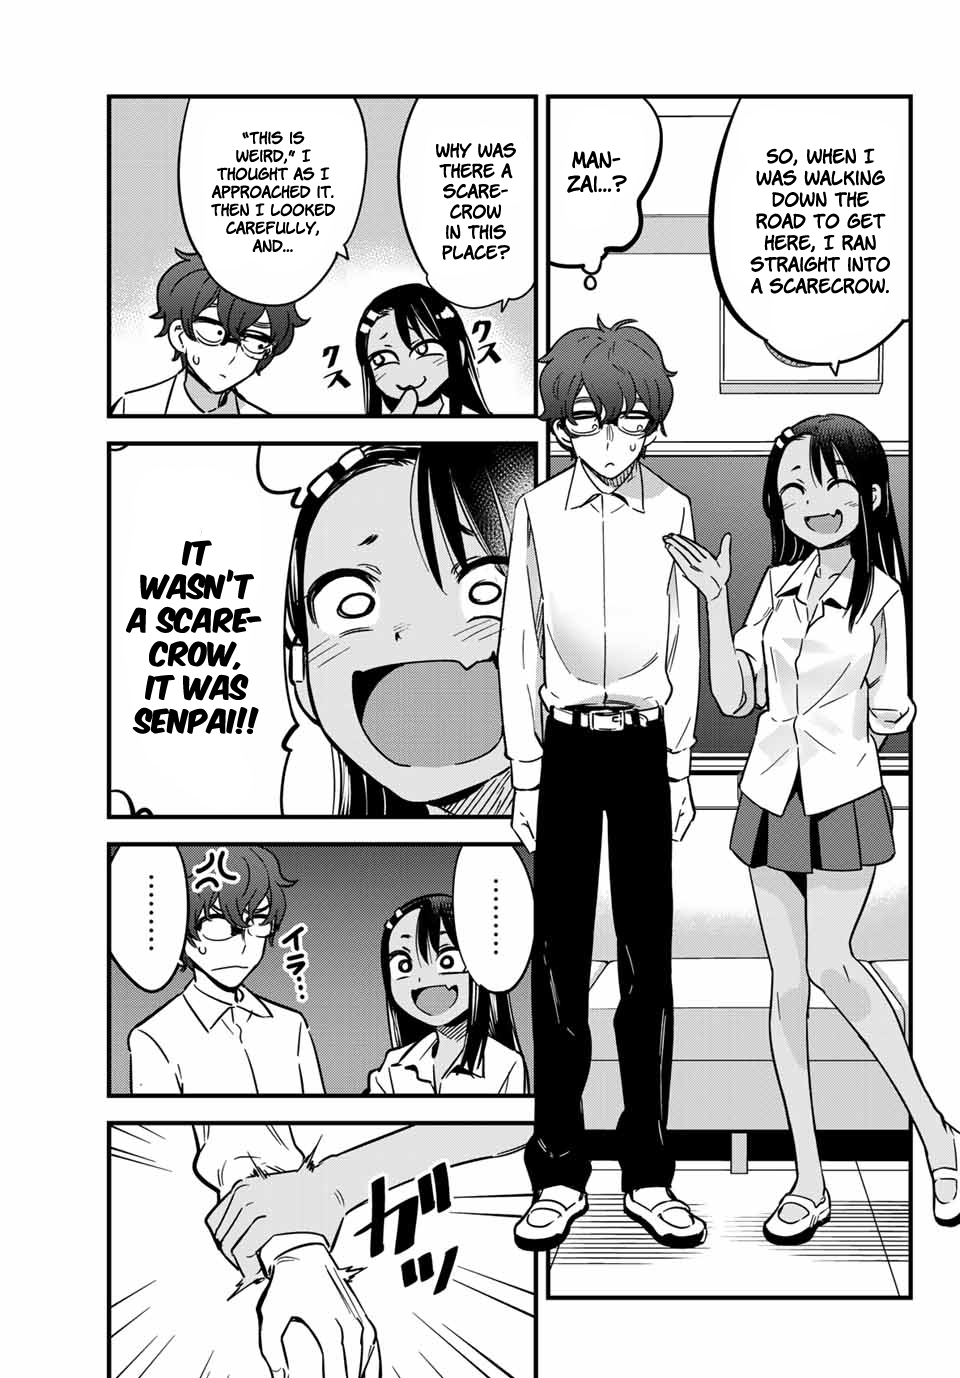 SO, WHEN I
WAS WALKING
DOWN THE
ROAD TO GET
HERE, I RAN
STRAIGHT INTO
A SCARECROW.
MAN-
ZAI...?
WHY WAS
THERE A
SCARE-
CROW
IN THIS
PLACE?
クス
クス
"THIS IS
WEIRD," I
THOUGHT AS I
APPROACHED IT.
THEN I LOOKED
CAREFULLY,
AND...
IT
WASN'T
A SCARE-
CROW,
IT WAS
SENPAI!!
........
イラ...
........
ガッ